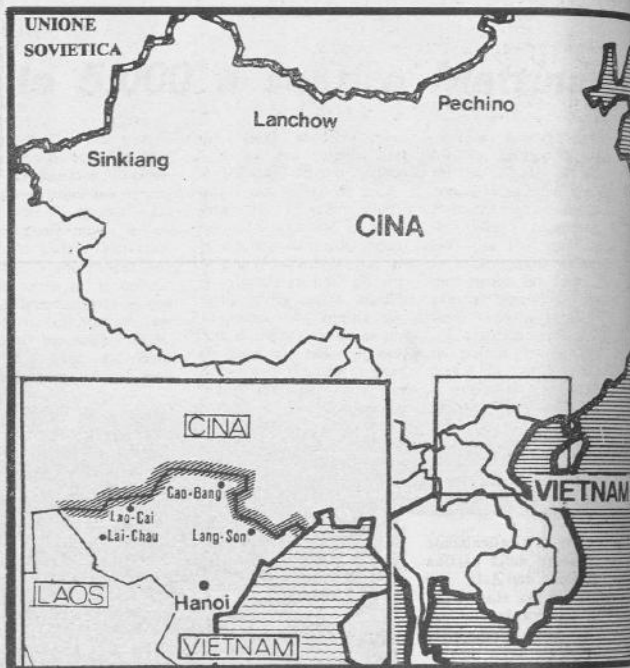 UNIONE
SOVIETICA
Pechino
Lanchow
Sinkiang
CINA
VIETNAM
CINA
Cao-Bang
Lao-Cai
Lai-Chau
Lang-Son
LAOS
Hanoi
VIETNAM